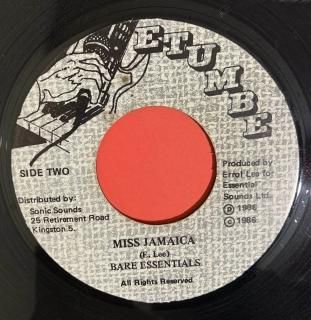 ETUMBE
SIDE TWO
Distributed by:
Sonic Sounds
25 Retirement Road
Kingston 5.
Produced by
Errol Lee for
Essential
Sounds Ltd.
℗ 1986
© 1986
MISS JAMAICA
(E. Lee)
BARE ESSENTIALS
All Rights Reserved